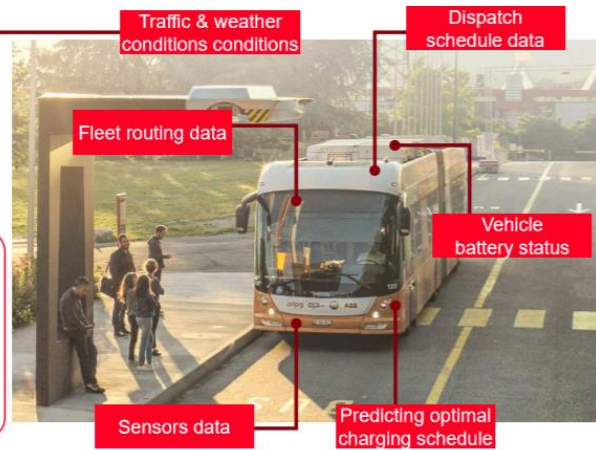 Traffic & weather
conditions conditions
Dispatch
schedule data
Fleet routing data
Vehicle
battery status
ABB
Sensors data
Predicting optimal
charging schedule